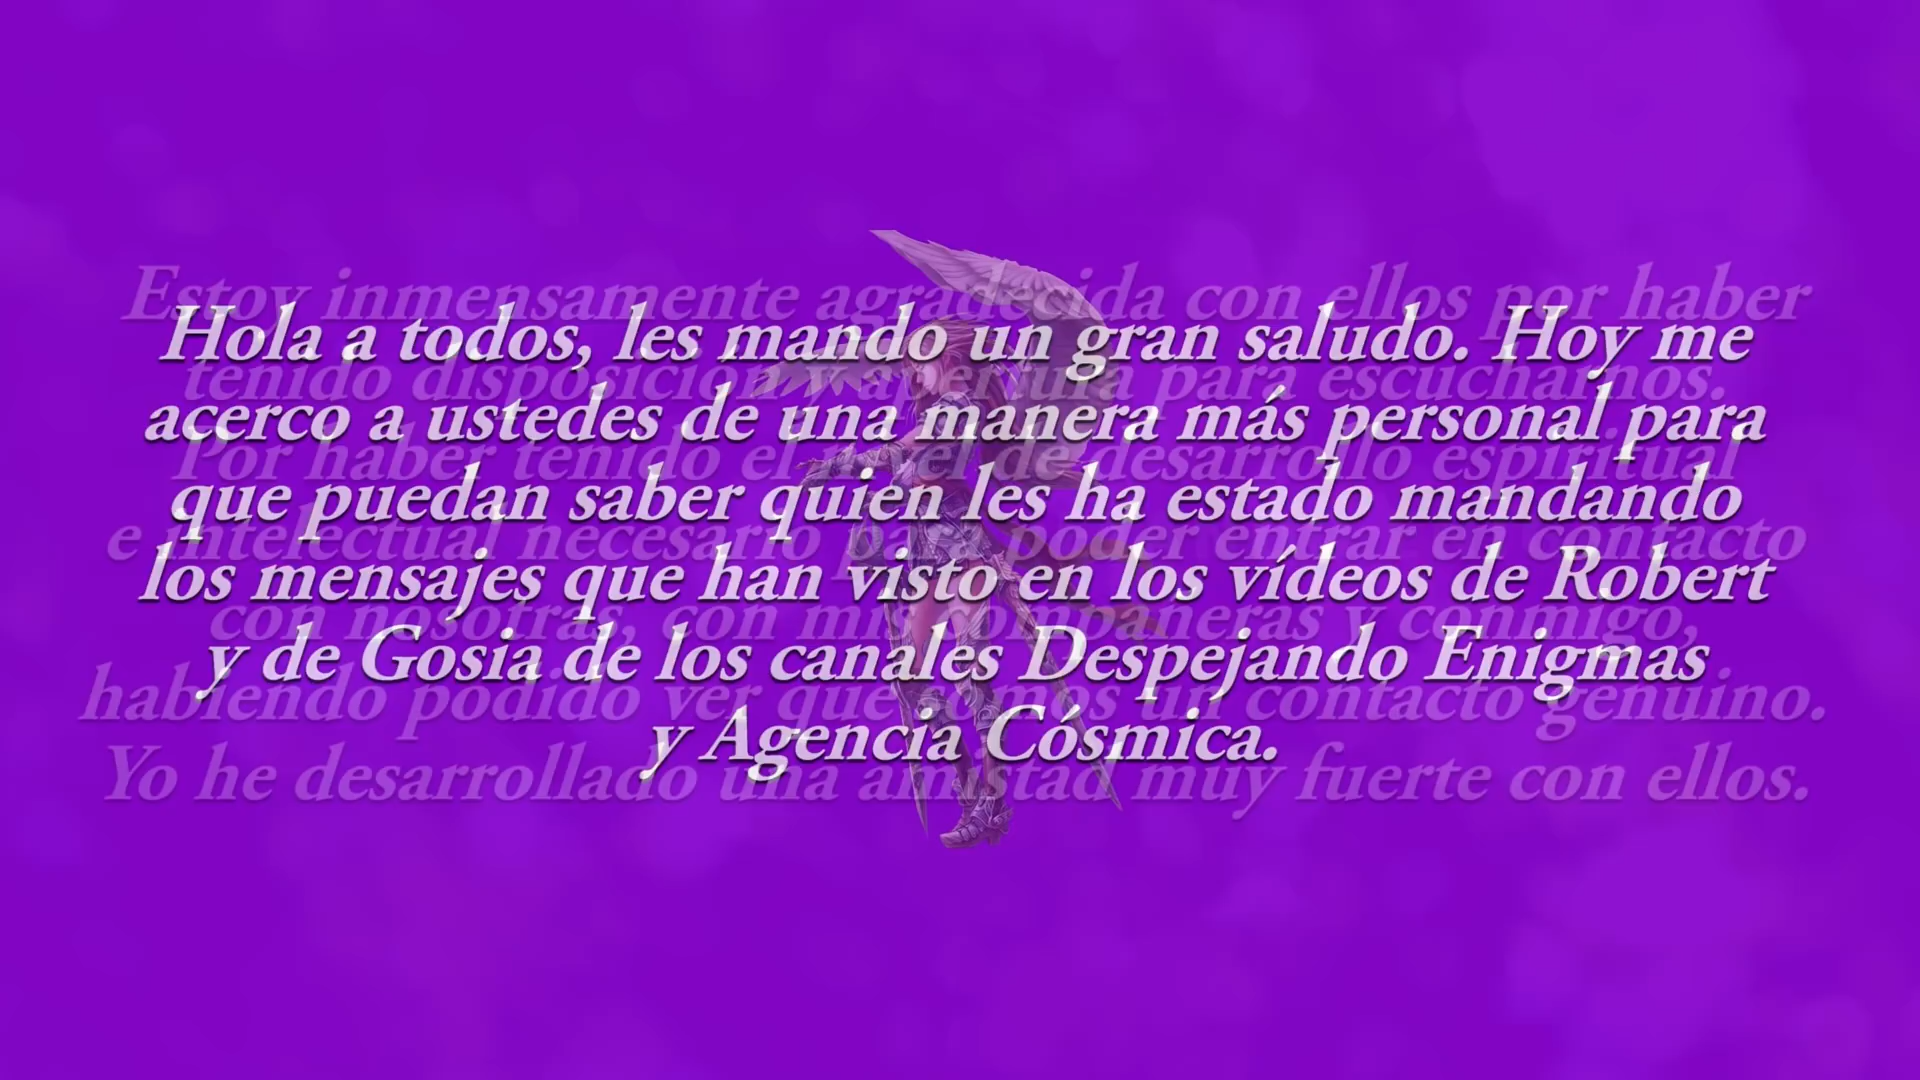 Hola a todos, les mando un gran saludo. Hoy me
acerco a ustedes de una manera más personal para
que puedan saber quien les ha estado mandando
los mensajes que han visto en los vídeos de Robert
y de Gosia de los canales Despejando Enigmas
y Agencia Cósmica.
Estoy inmensamente agradecida con ellos por haber
tenido disposición y apertura para escucharnos.
Por haber tenido el nivel de desarrollo espiritual
e intelectual necesario para poder entrar en contacto
con nosotras, con mis compañeras y conmigo,
habiendo podido ver que somos un contacto genuino.
Yo he desarrollado una amistad muy fuerte con ellos.